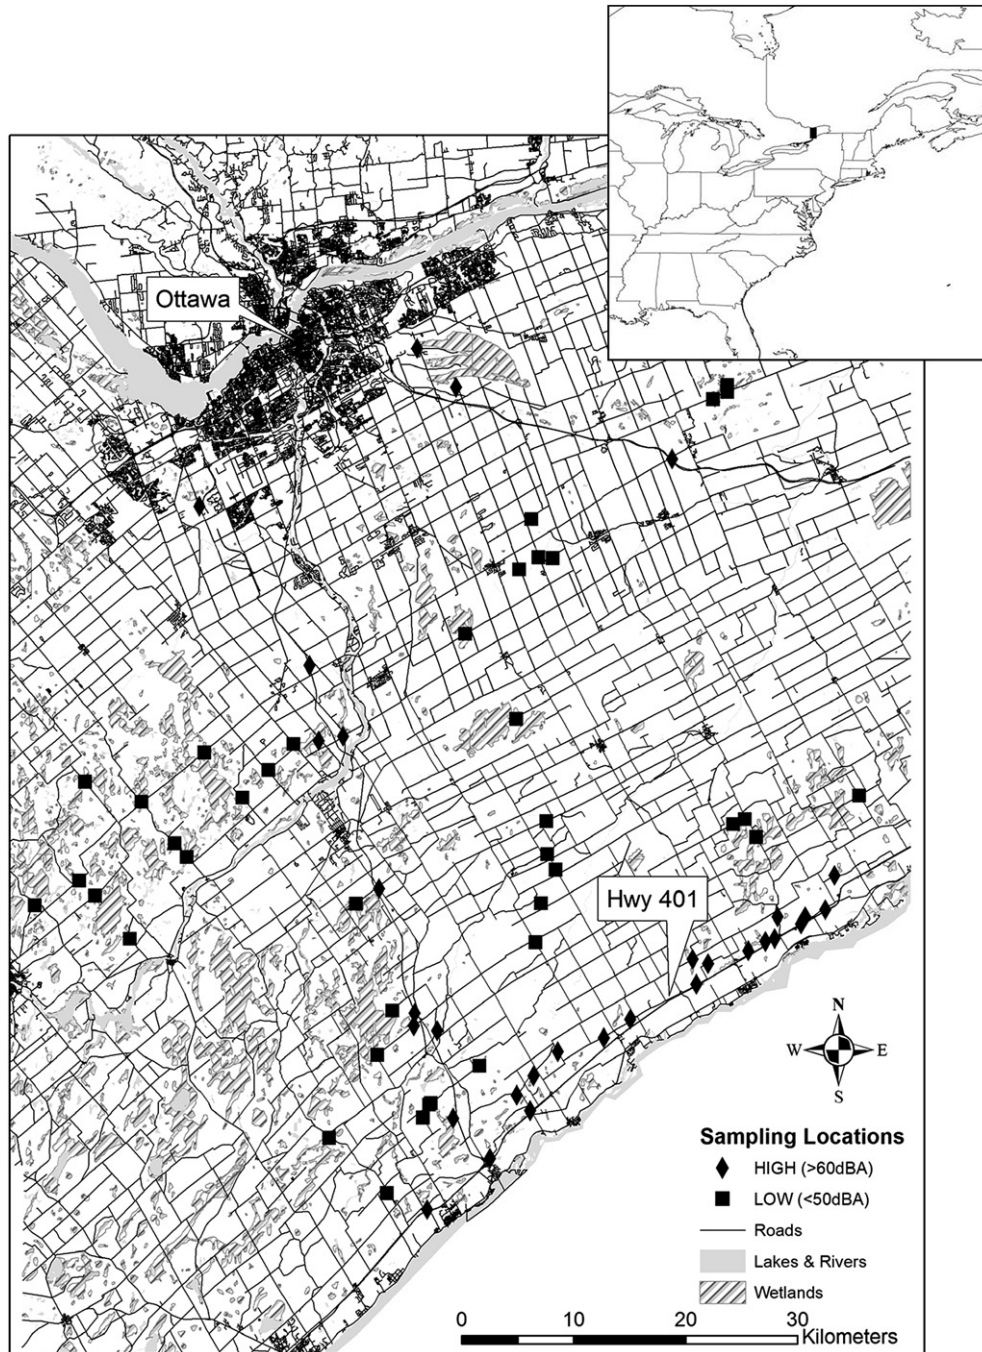 Ottawa
Hwy 401
N
W
E
S
Sampling Locations
HIGH (>60dBA)
LOW (<50dBA)
Roads
Lakes & Rivers
Wetlands
0
10
20
30
Kilometers